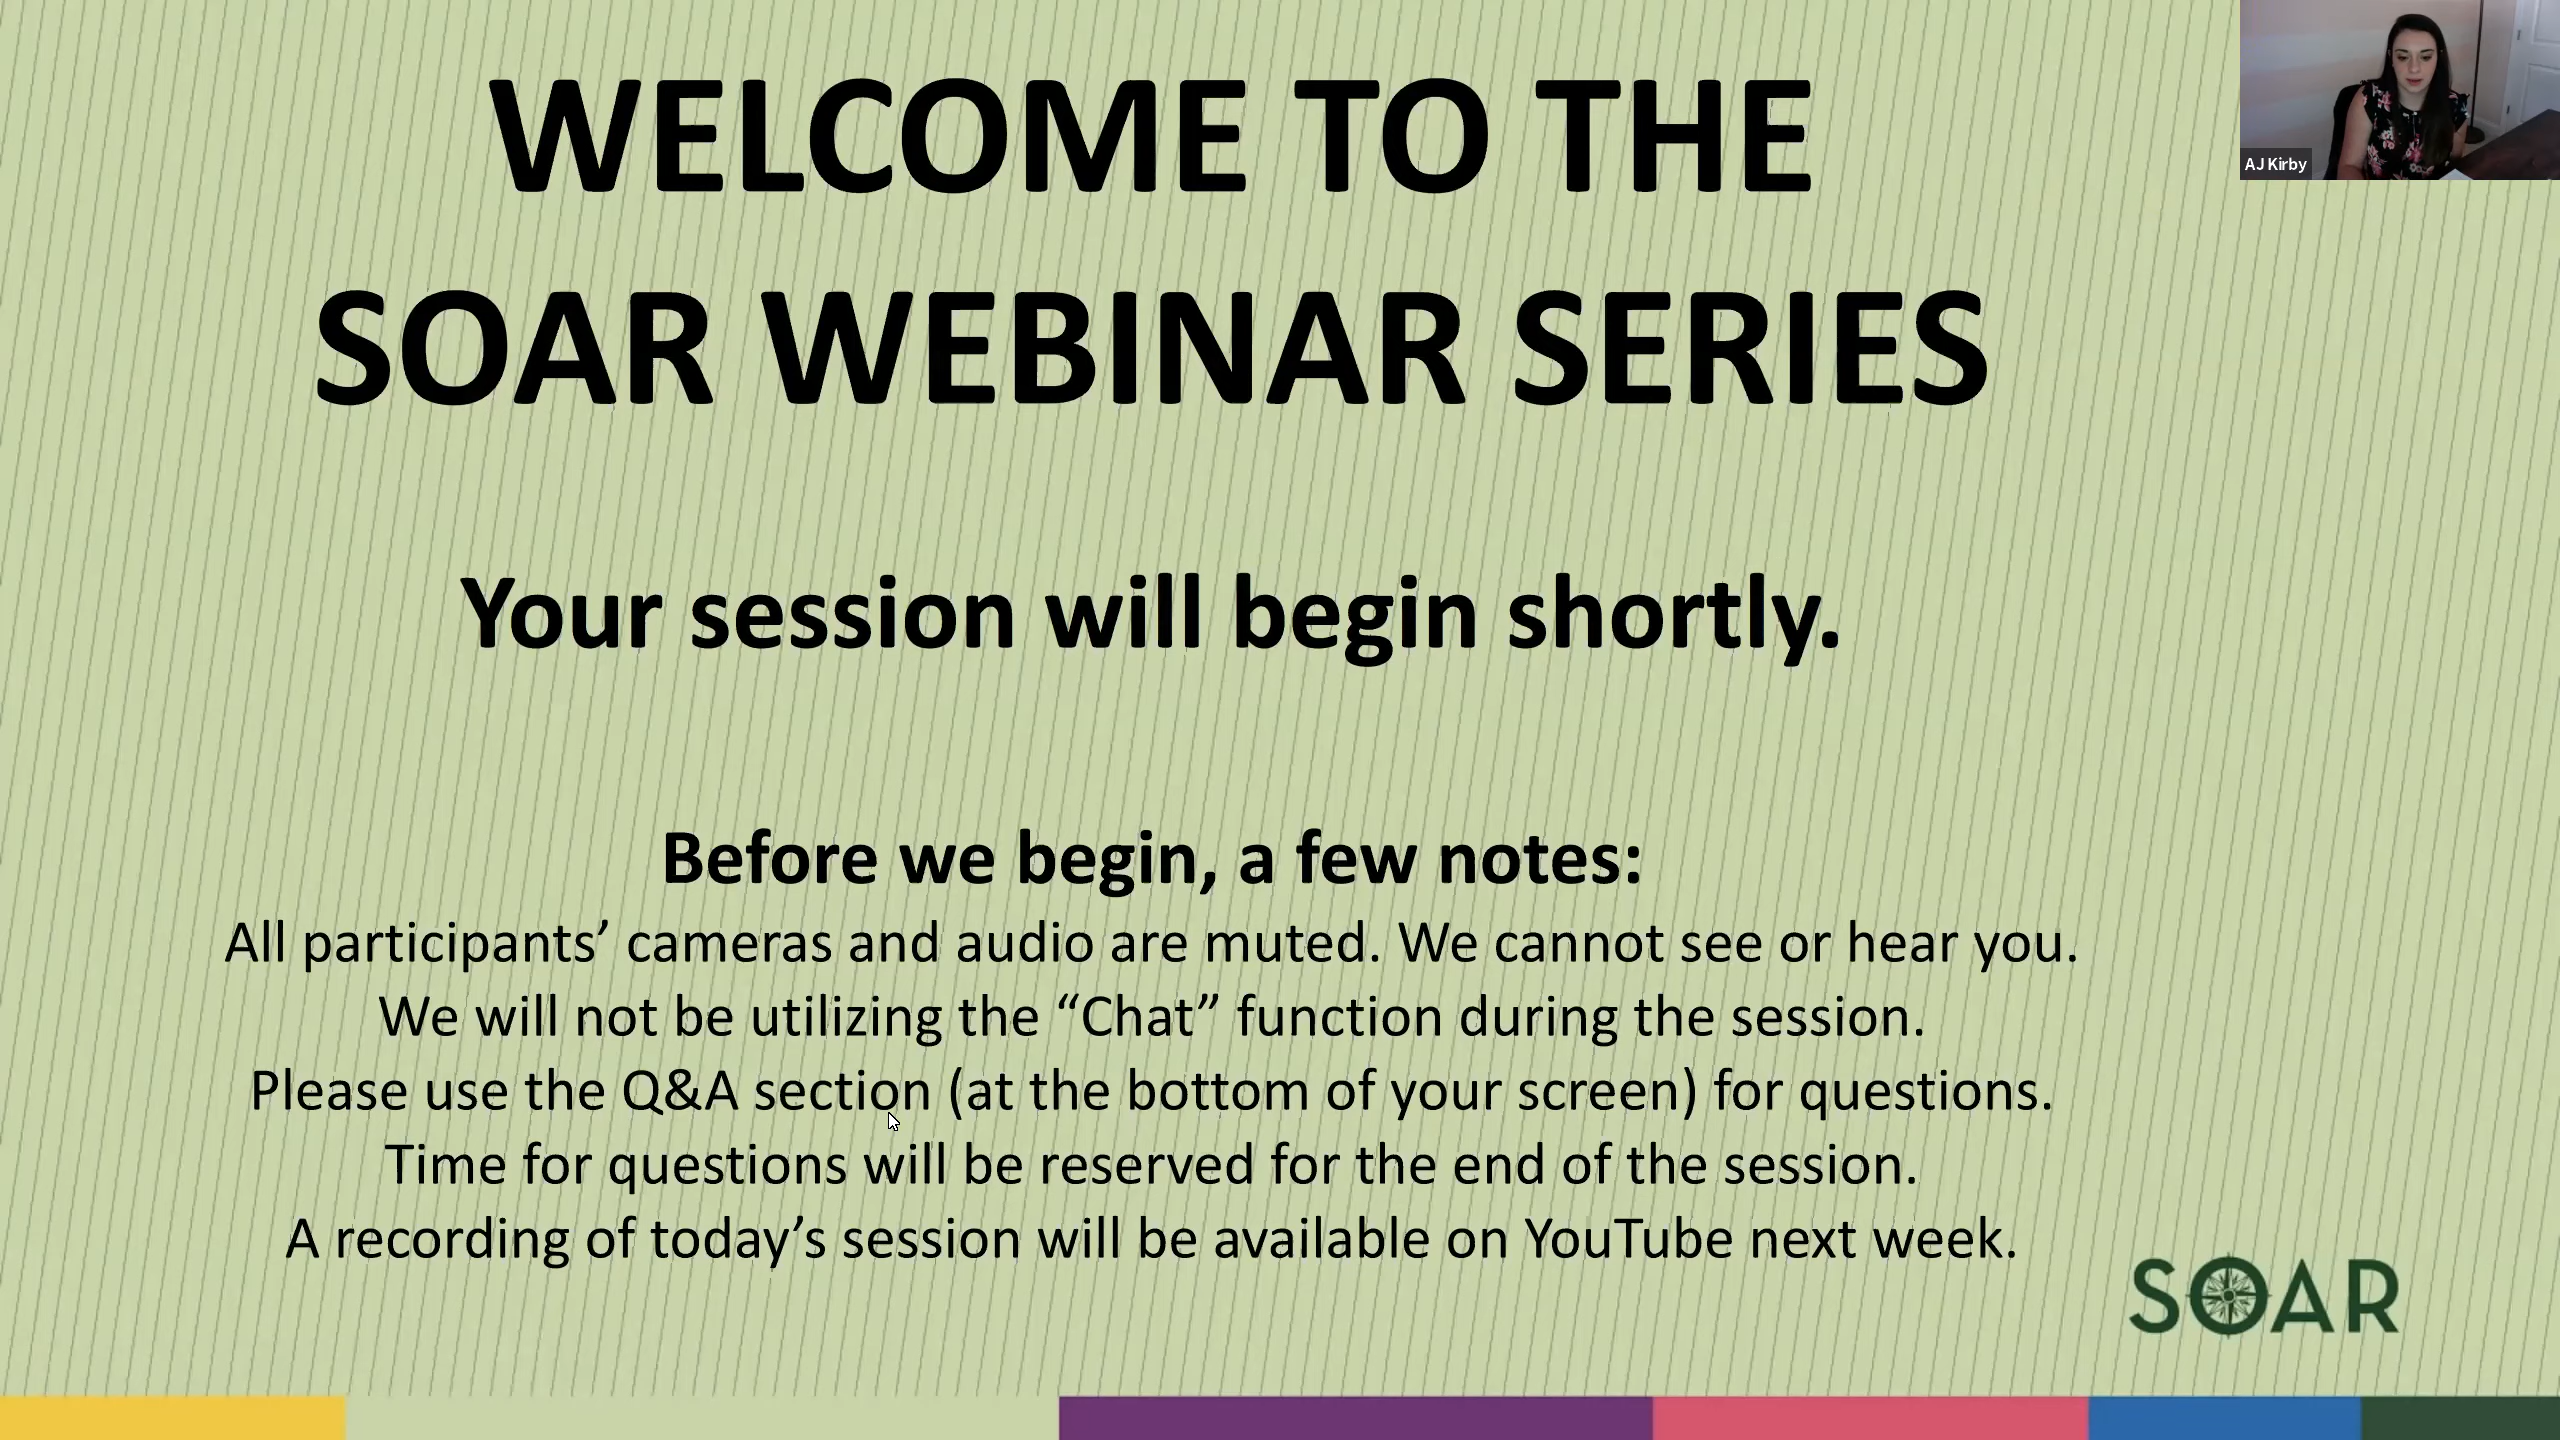 WELCOME TO THE
SOAR WEBINAR SERIES
AJ Kirby
Your session will begin shortly.
Before we begin, a few notes:
All participants’ cameras and audio are muted. We cannot see or hear you.
We will not be utilizing the “Chat” function during the session.
Please use the Q&A section (at the bottom of your screen) for questions.
Time for questions will be reserved for the end of the session.
A recording of today’s session will be available on YouTube next week.
SOAR